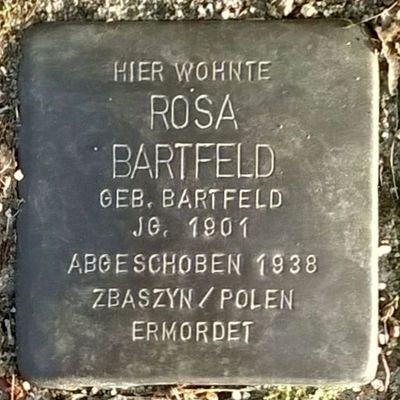 HIER WOHNTE
ROSA
BARTFELD
GEB. BARTFELD
JG. 1901
ABGESCHOBEN 1938
ZBASZYN/POLEN
ERMORDET